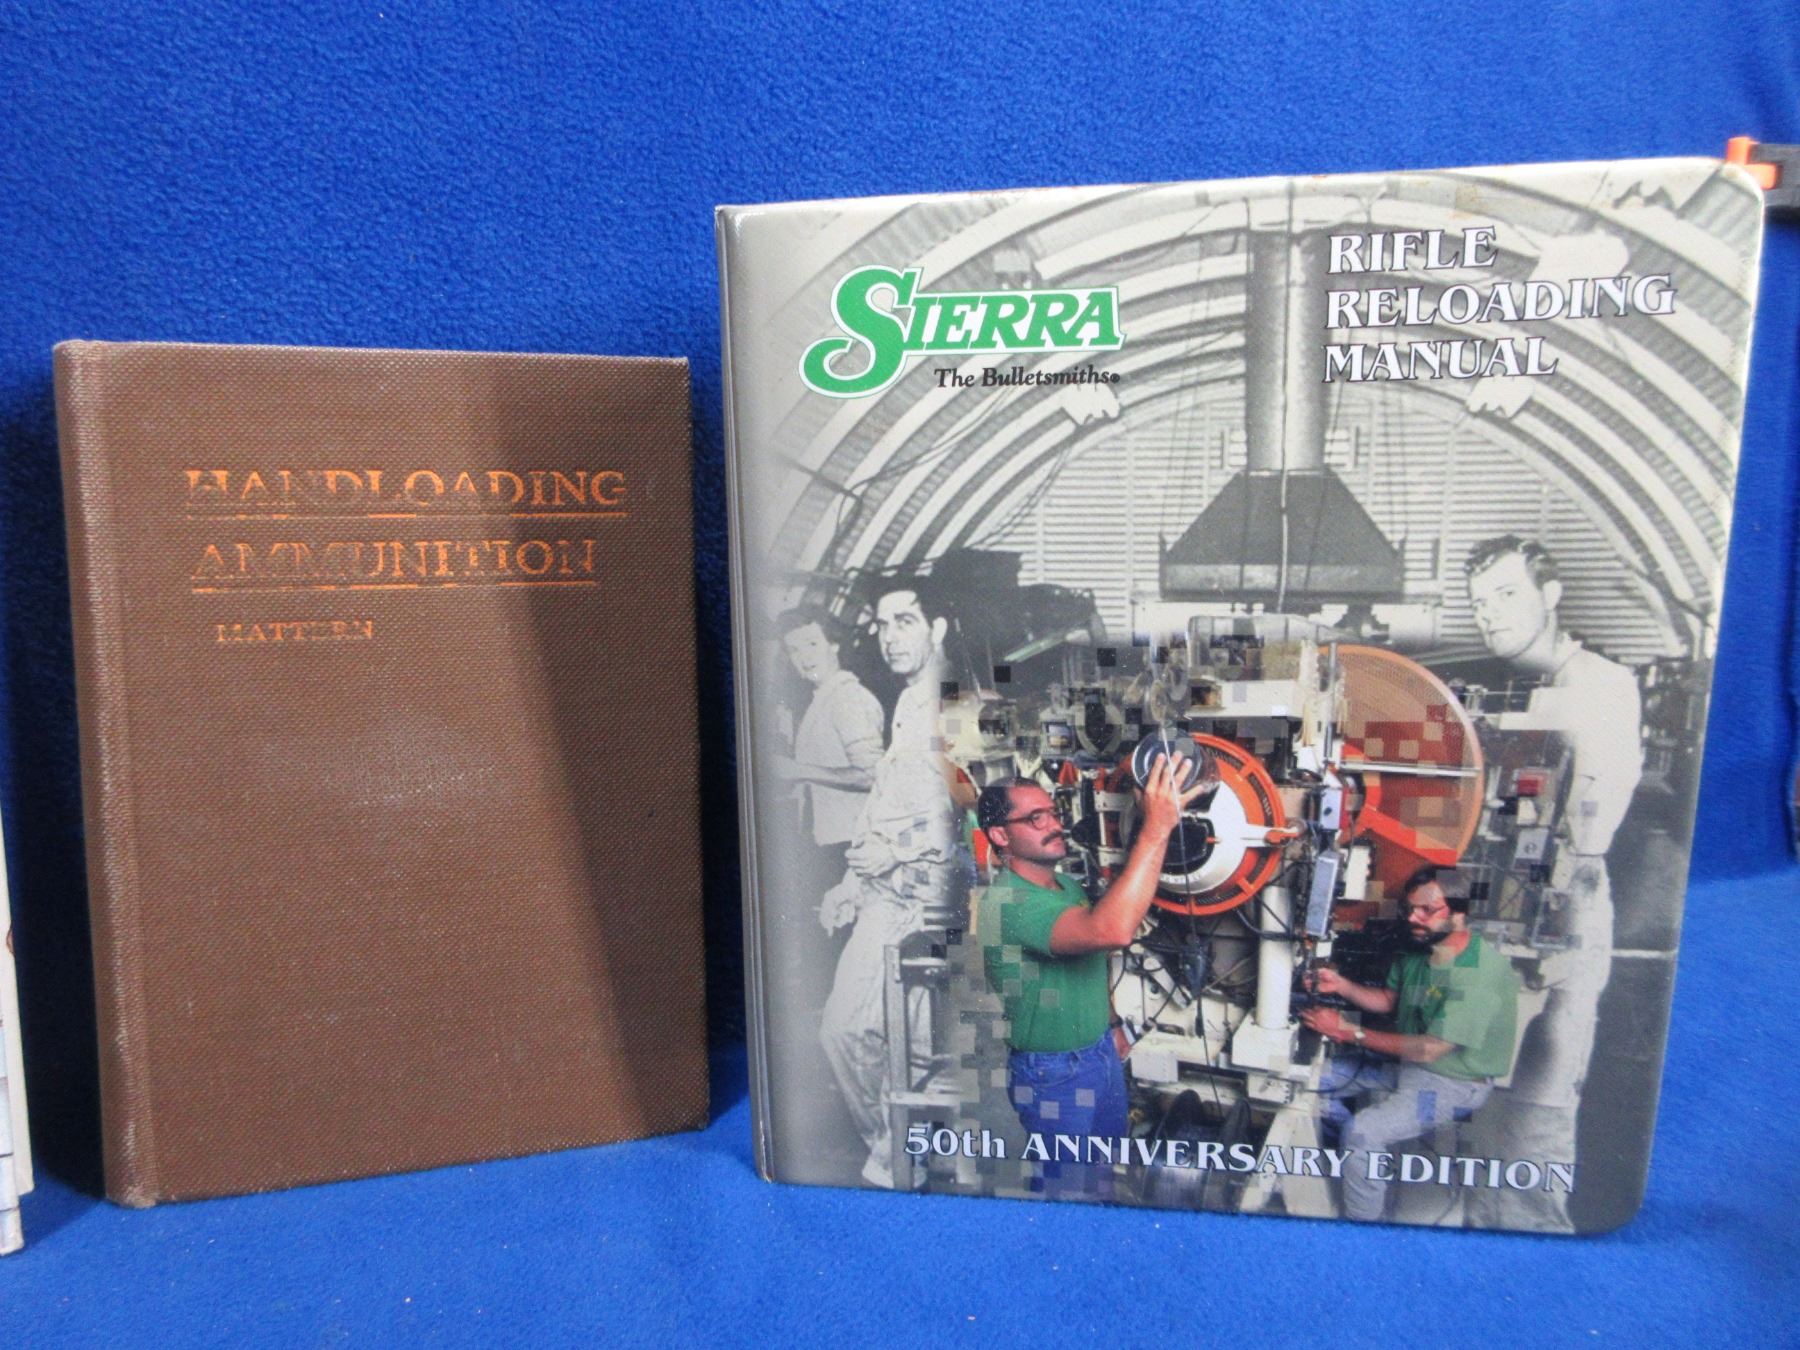 HANDLOADING
AMMUNITION
MATTERN
SIERRA
The Bulletsmiths®
RIFLE
RELOADING
MANUAL
50th ANNIVERSARY EDITION